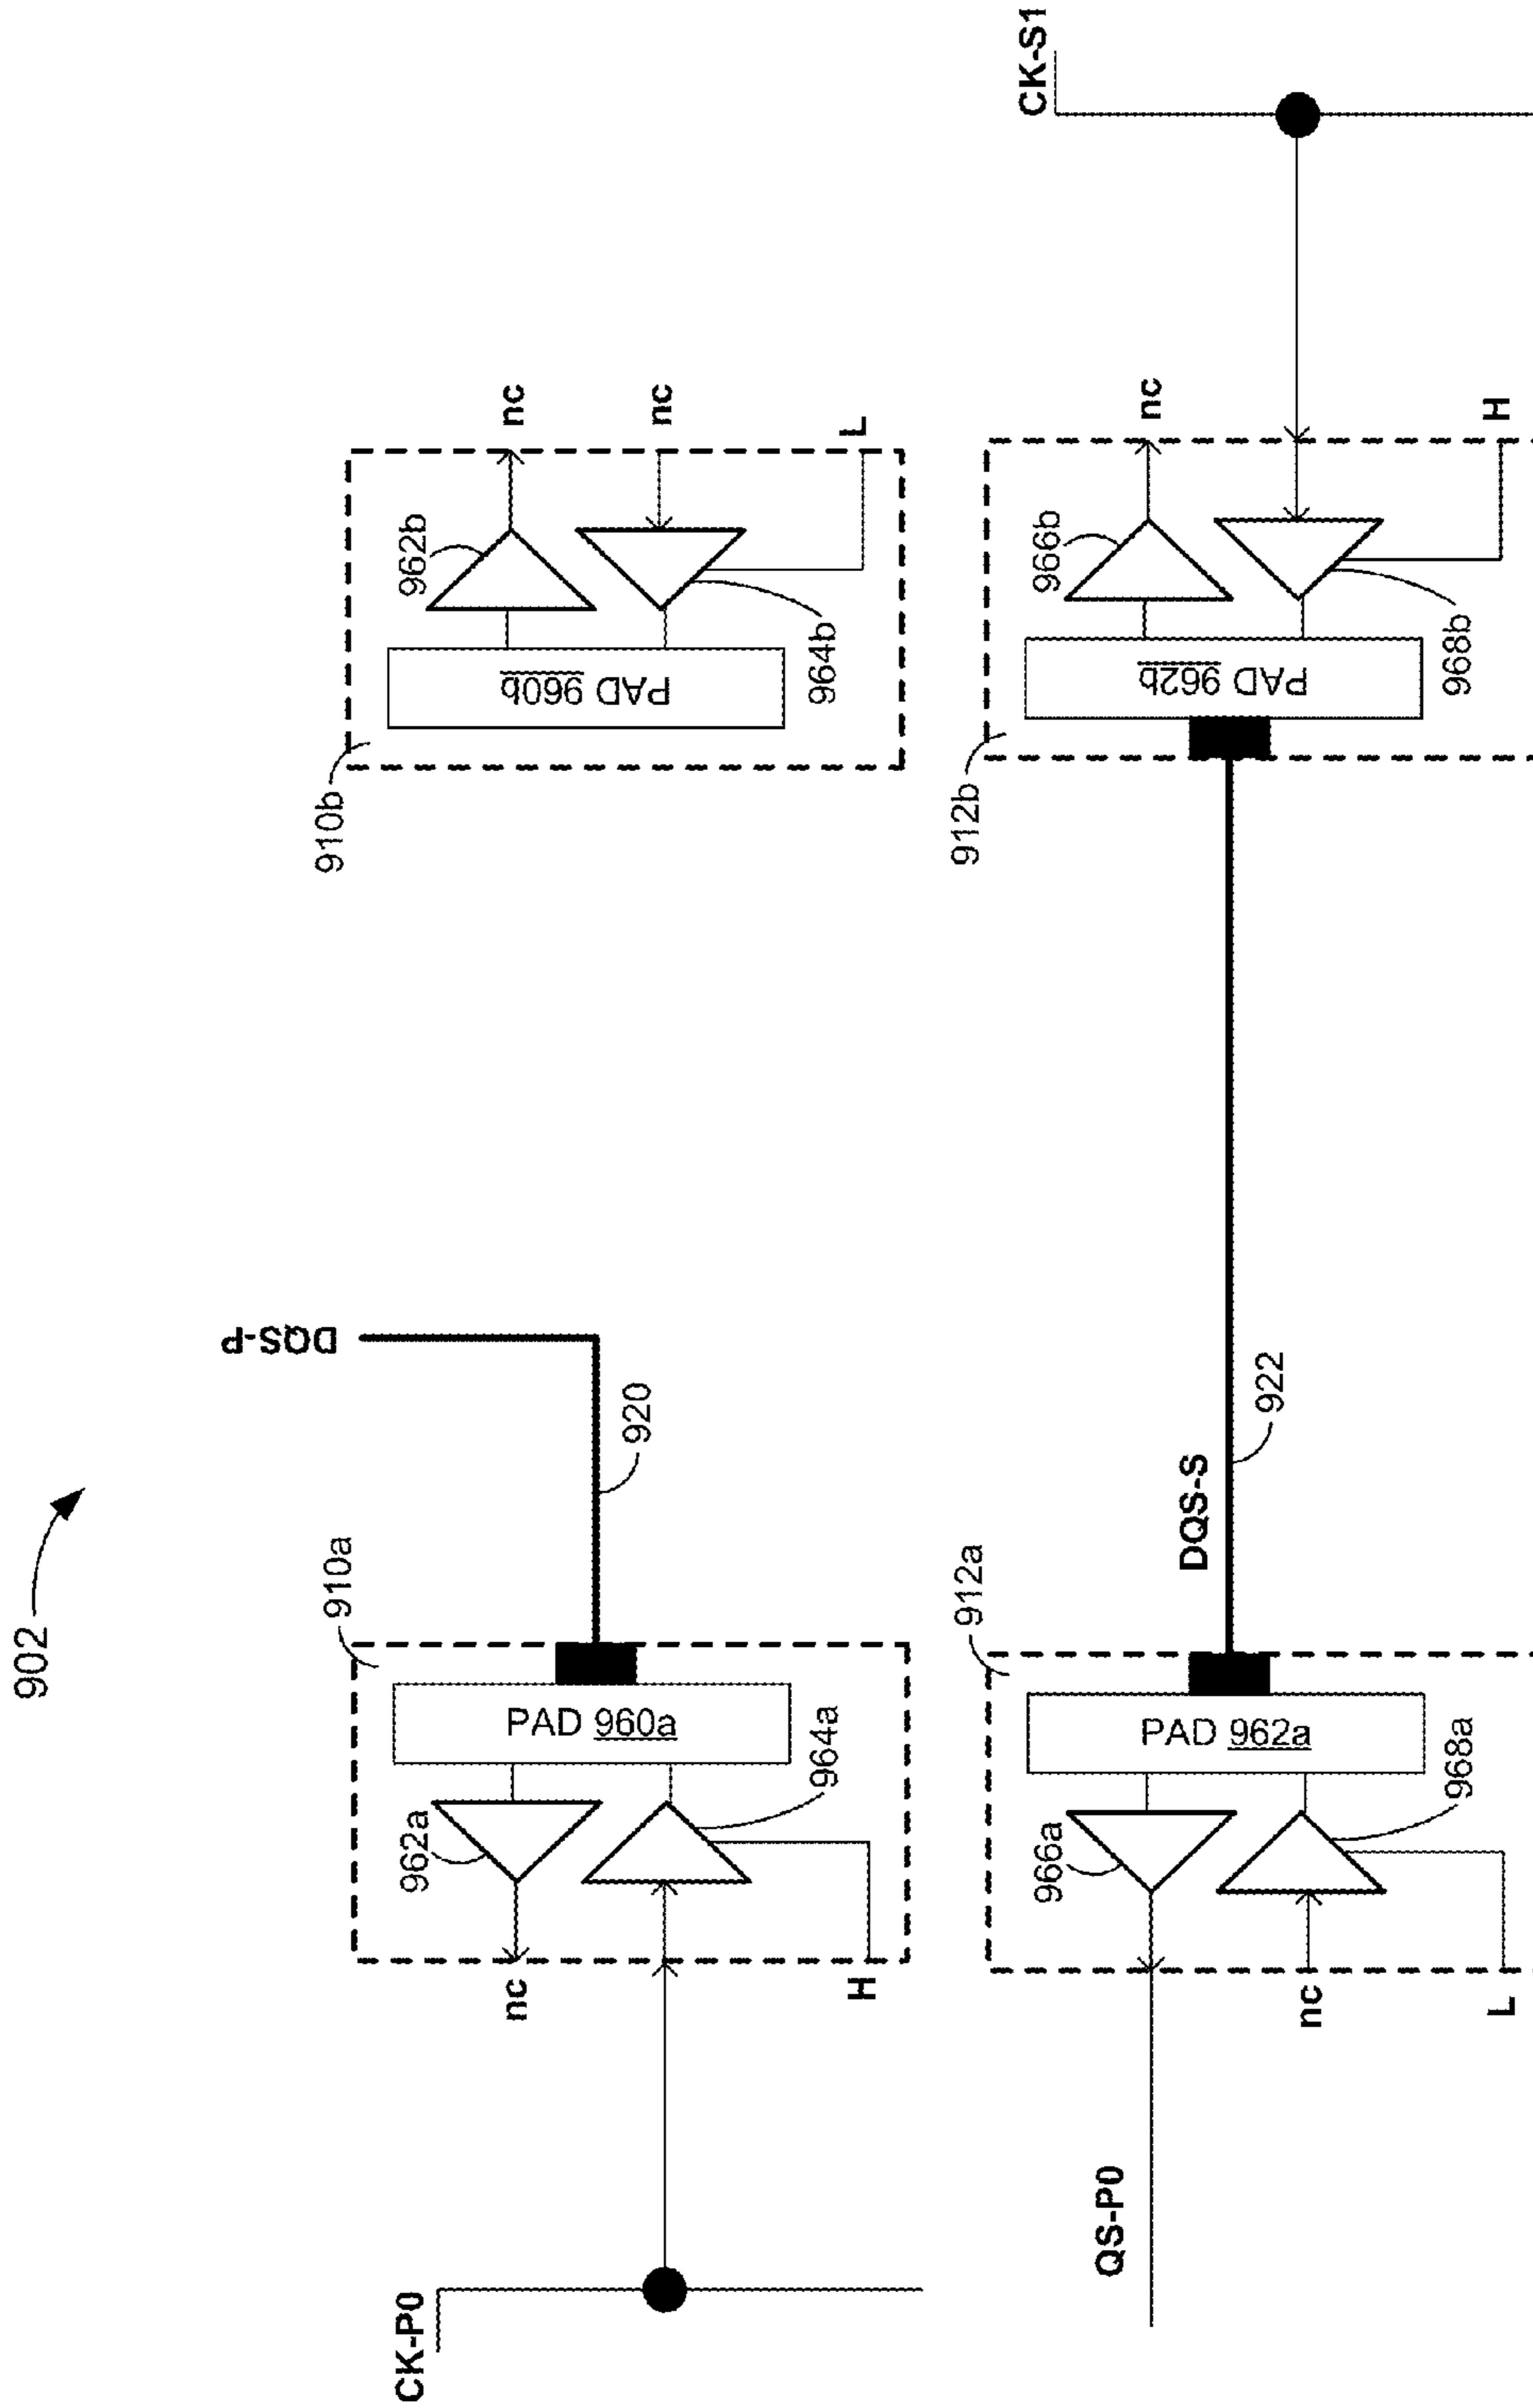 902
CK-P0
nc
H
962a
964a
PAD 960a
910a
920
DQS-P
910b
PAD 960b
962b
964b
nc
nc
L
QS-P0
nc
L
966a
968a
PAD 962a
912a
DQS-S
922
912b
PAD 962b
966b
968b
nc
H
CK-S1